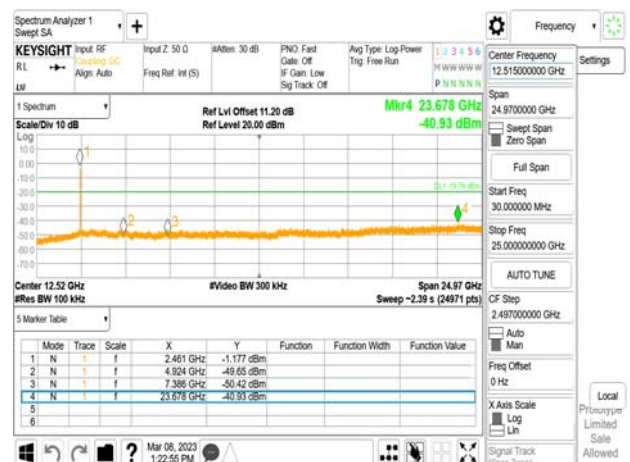 Spectrum Analyzer 1
Swept SA
Frequency
KEYSIGHT
RL
Input: RF
Coupling: DC
Align: Auto
Input Z: 50 Ω
Freq Ref: Int (S)
#Atten: 30 dB
PNO: Fast
Gate: Off
IF Gain: Low
Sig Track: Off
Avg Type: Log-Power
Trig: Free Run
1 2 3 4 5 6
M W W W W W
P N N N N N
LVI
1 Spectrum
Scale/Div 10 dB
Ref Lvl Offset 11.20 dB
Ref Level 20.00 dBm
Mkr4 23.678 GHz
-40.93 dBm
Log
10.0
0.00
-10.0
-20.0
-30.0
-40.0
-50.0
-60.0
-70.0
1
2
3
4
DL1 -19.79 dBm
Center 12.52 GHz
#Res BW 100 kHz
#Video BW 300 kHz
Span 24.97 GHz
Sweep ~2.39 s (24971 pts)
5 Marker Table
Mode Trace Scale X Y Function Function Width Function Value
1 N 1 f 2.461 GHz -1.177 dBm
2 N 1 f 4.924 GHz -49.65 dBm
3 N 1 f 7.386 GHz -50.42 dBm
4 N 1 f 23.678 GHz -40.93 dBm
5
6
Mar 08, 2023
1:22:55 PM
Center Frequency
12.515000000 GHz
Settings
Span
24.9700000 GHz
Swept Span
Zero Span
Full Span
Start Freq
30.000000 MHz
Stop Freq
25.000000000 GHz
AUTO TUNE
CF Step
2.497000000 GHz
Auto
Man
Freq Offset
0 Hz
X Axis Scale
Log
Lin
Signal Track
Local
Prototype
Limited
Sale
Allowed